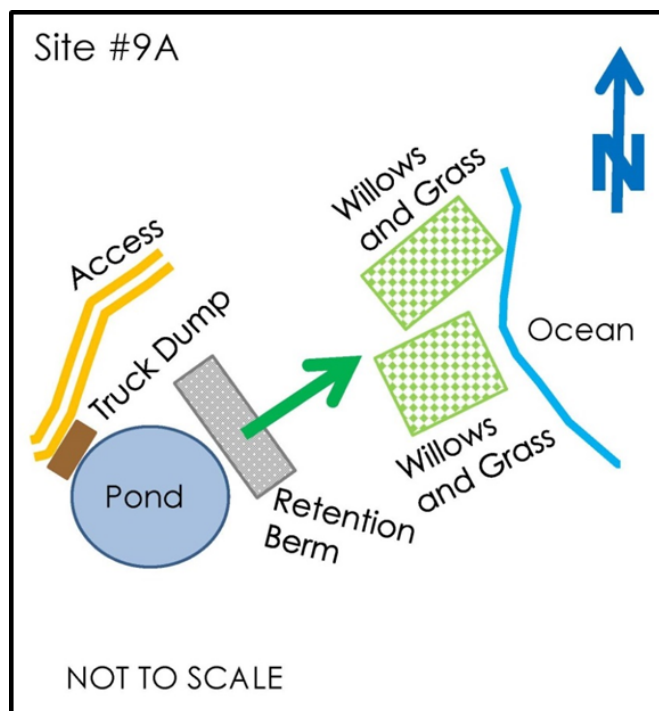 Site #9A
N
Willows
and Grass
Access
Truck Dump
Ocean
Pond
Retention
Berm
Willows
and Grass
NOT TO SCALE